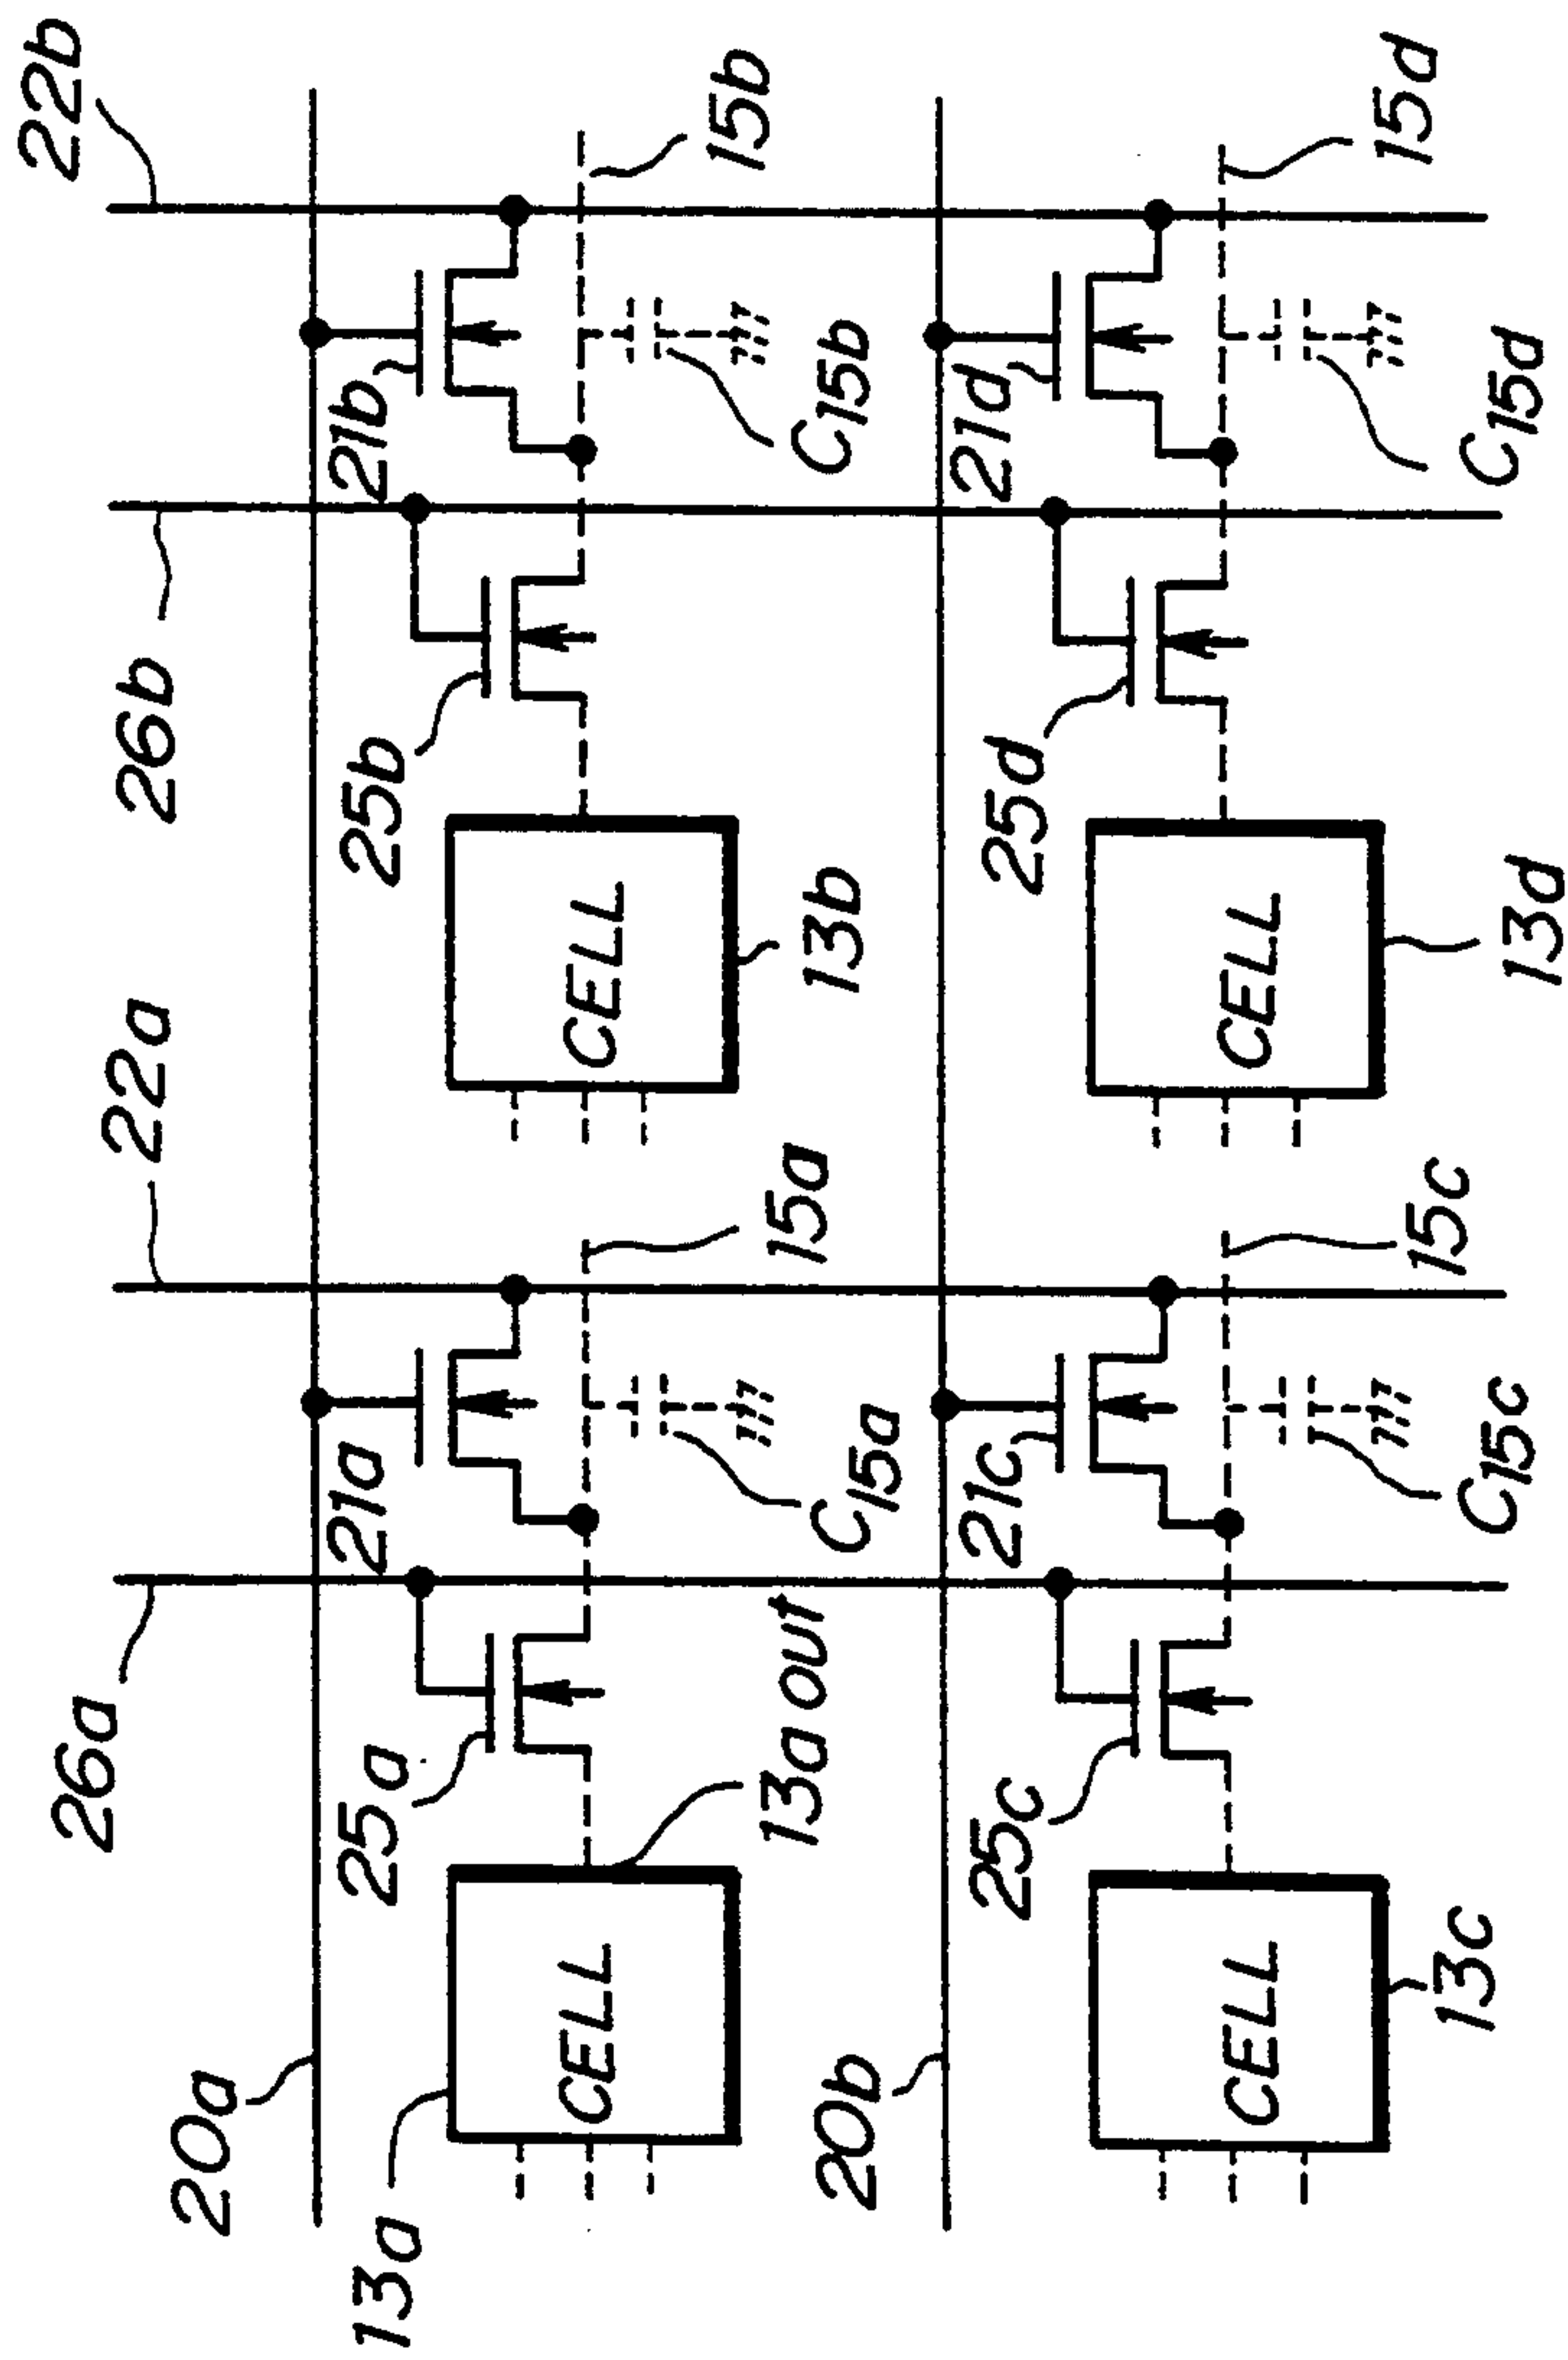 26a
22a
26b
22b
20a
21a
21b
25a
25b
13a
CELL
CELL
13a out
15a
13b
15b
C15a
C15b
20b
21c
21d
25c
25d
CELL
CELL
13c
15c
13d
15d
C15c
C15d